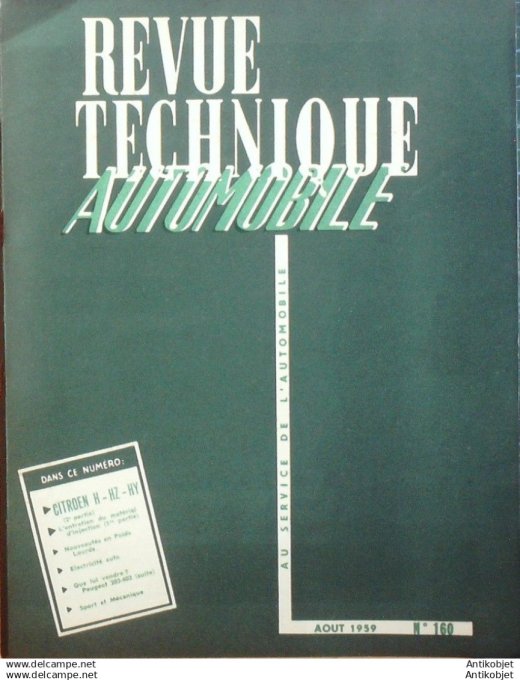 REVUE
TECHNIQUE
AUTOMOBILE
AU SERVICE DE L'AUTOMOBILE
DANS CE NUMÉRO:
CITROEN H-HZ-HY
(2e partie)
L'entretien du matériel
d'injection (1re partie)
Nouveautés en Poids
Lourds
Electricité auto
Que lui vendre ?
Peugeot 203-403 (suite)
Sport et Mécanique
AOUT 1959 N° 160
www.antikobjet.com
Antikobjet